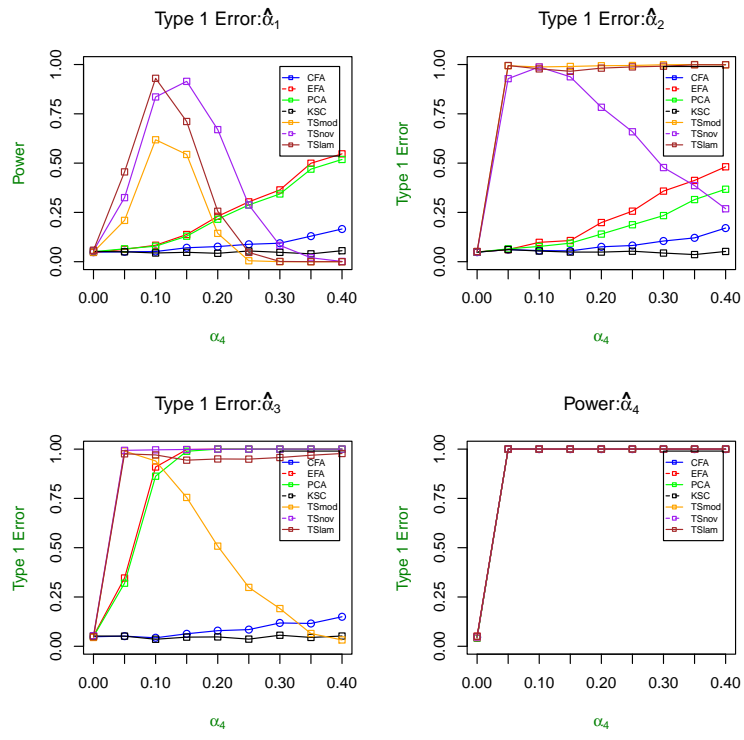 Type 1 Error:α̂₁
Power
1.00
0.75
0.50
0.25
0.00
CFA
EFA
PCA
KSC
TSmod
TSnov
TSlam
0.00 0.10 0.20 0.30 0.40
α₄
Type 1 Error:α̂₂
Type 1 Error
1.00
0.75
0.50
0.25
0.00
CFA
EFA
PCA
KSC
TSmod
TSnov
TSlam
0.00 0.10 0.20 0.30 0.40
α₄
Type 1 Error:α̂₃
Type 1 Error
1.00
0.75
0.50
0.25
0.00
CFA
EFA
PCA
KSC
TSmod
TSnov
TSlam
0.00 0.10 0.20 0.30 0.40
α₄
Power:α̂₄
Type 1 Error
1.00
0.75
0.50
0.25
0.00
CFA
EFA
PCA
KSC
TSmod
TSnov
TSlam
0.00 0.10 0.20 0.30 0.40
α₄